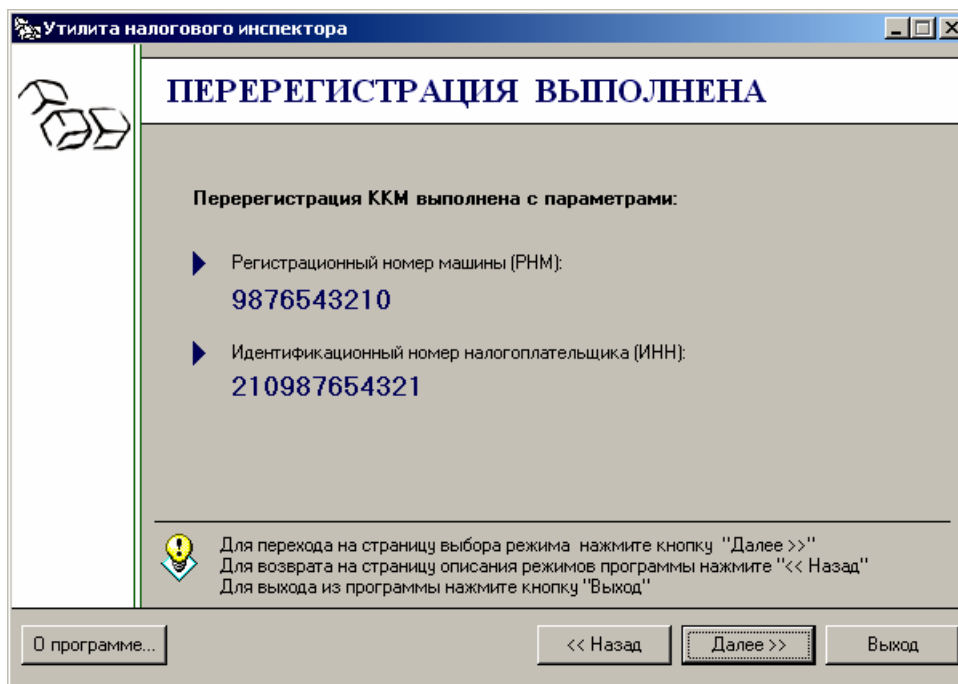 Утилита налогового инспектора
ПЕРЕРЕГИСТРАЦИЯ ВЫПОЛНЕНА
Перерегистрация ККМ выполнена с параметрами:
Регистрационный номер машины (РНМ):
9876543210
Идентификационный номер налогоплательщика (ИНН):
210987654321
Для перехода на страницу выбора режима нажмите кнопку "Далее >>"
Для возврата на страницу описания режимов программы нажмите "<< Назад"
Для выхода из программы нажмите кнопку "Выход"
О программе...
<< Назад
Далее >>
Выход